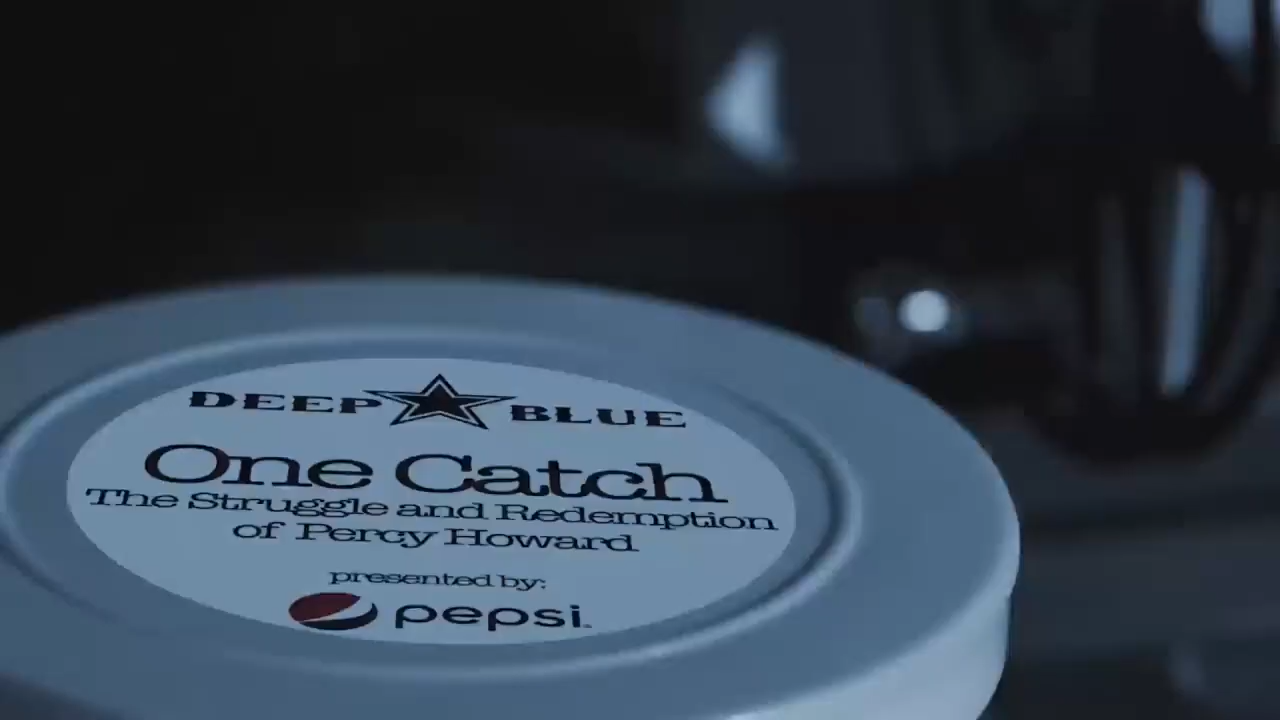 DEEP BLUE
One Catch
The Struggle and Redemption
of Percy Howard
presented by:
pepsi